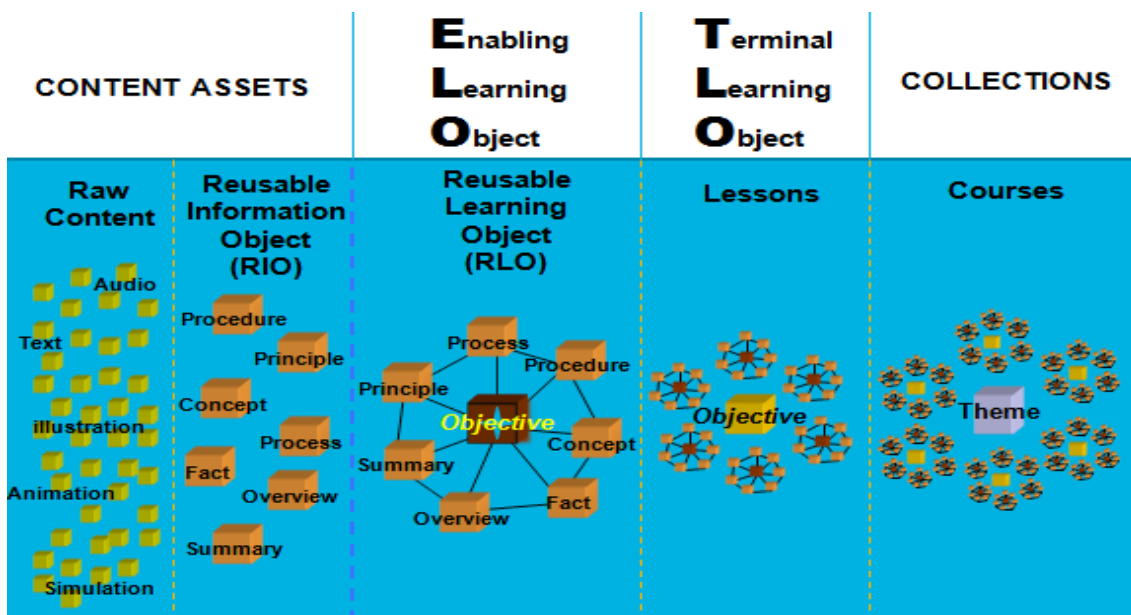 CONTENT ASSETS
Enabling
Learning
Object
Terminal
Learning
Object
COLLECTIONS
Raw
Content
Audio
Text
illustration
Animation
Simulation
Reusable
Information
Object
(RIO)
Procedure
Principle
Concept
Process
Fact
Overview
Summary
Reusable
Learning
Object
(RLO)
Process
Procedure
Principle
Objective
Concept
Summary
Fact
Overview
Lessons
Objective
Courses
Theme